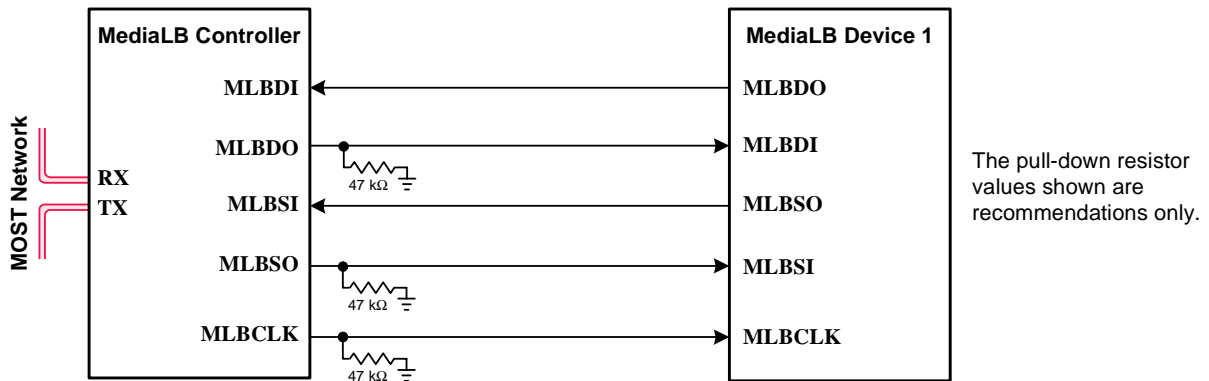 MediaLB Controller
MediaLB Device 1
MLBDI
MLBDO
MLBDO
MLBDI
47 kΩ
MOST Network
RX
TX
MLBSI
MLBSO
MLBSO
MLBSI
47 kΩ
MLBCLK
MLBCLK
47 kΩ
The pull-down resistor
values shown are
recommendations only.